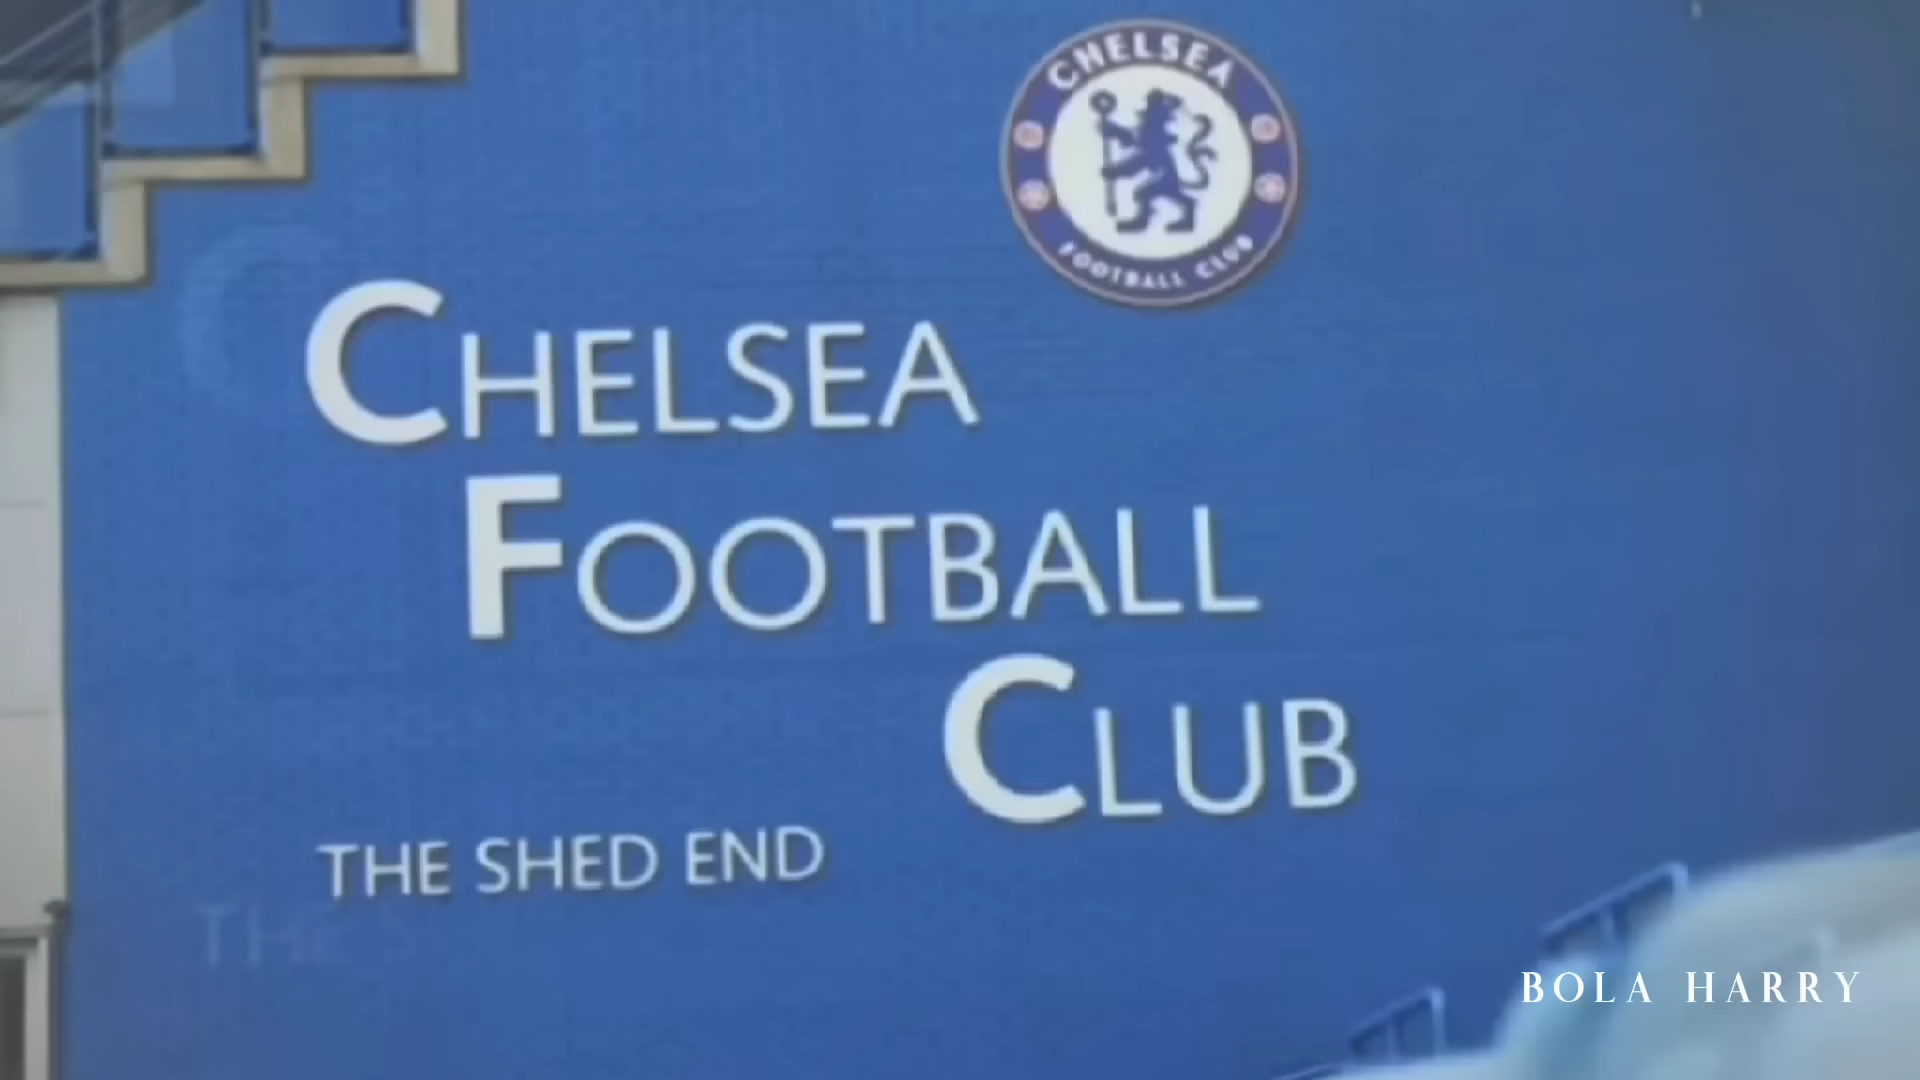 CHELSEA
FOOTBALL CLUB
CHELSEA
FOOTBALL
CLUB
THE SHED END
BOLA HARRY